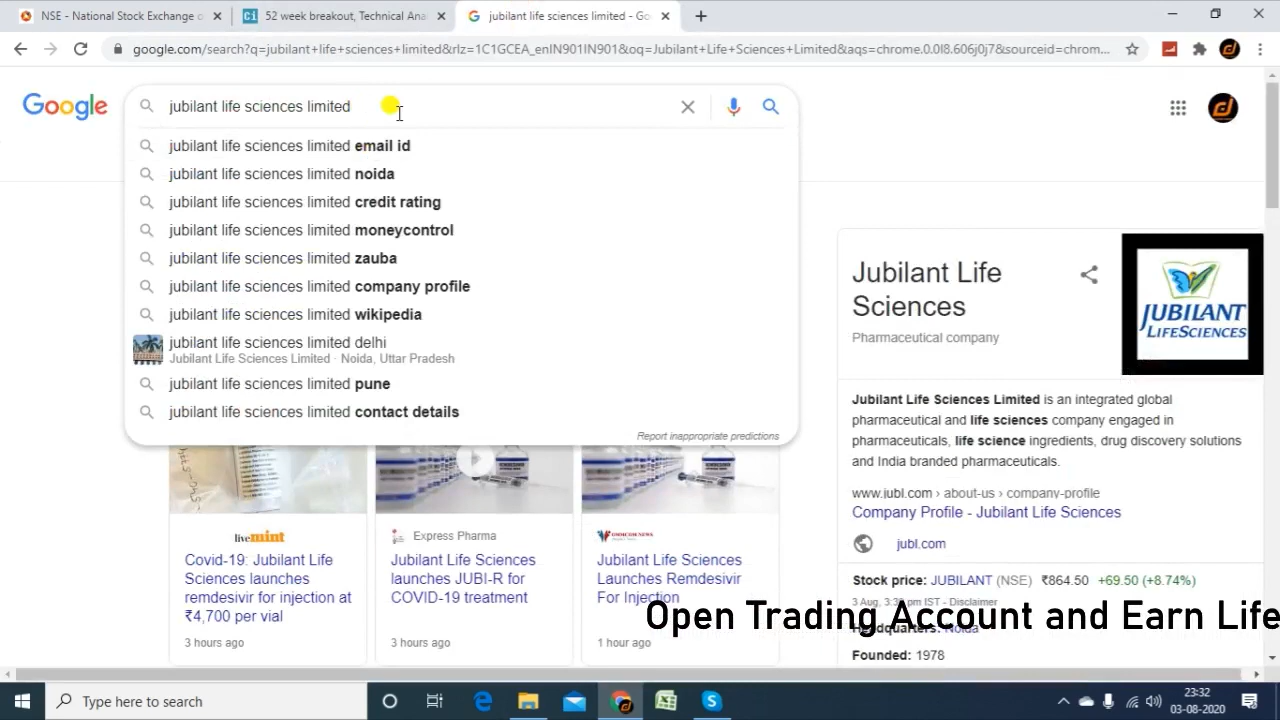 NSE - National Stock Exchange o
52 week breakout, Technical Ana
jubilant life sciences limited - Go
google.com/search?q=jubilant+life+sciences+limited&rlz=1C1GCEA_enIN901IN901&oq=Jubilant+Life+Sciences+Limited&aqs=chrome.0.0l8.606j0j7&sourceid=chrom...
Google
jubilant life sciences limited
jubilant life sciences limited email id
jubilant life sciences limited noida
jubilant life sciences limited credit rating
jubilant life sciences limited moneycontrol
jubilant life sciences limited zauba
jubilant life sciences limited company profile
jubilant life sciences limited wikipedia
jubilant life sciences limited delhi
Jubilant Life Sciences Limited · Noida, Uttar Pradesh
jubilant life sciences limited pune
jubilant life sciences limited contact details
Report inappropriate predictions
livemint
Covid-19: Jubilant Life
Sciences launches
remdesivir for injection at
₹4,700 per vial
3 hours ago
Express Pharma
Jubilant Life Sciences
launches JUBI-R for
COVID-19 treatment
3 hours ago
Jubilant Life Sciences
Launches Remdesivir
For Injection
1 hour ago
Jubilant Life
Sciences
Pharmaceutical company
JUBILANT
LIFESCIENCES
Jubilant Life Sciences Limited is an integrated global
pharmaceutical and life sciences company engaged in
pharmaceuticals, life science ingredients, drug discovery solutions
and India branded pharmaceuticals.
www.jubl.com › about-us › company-profile
Company Profile - Jubilant Life Sciences
jubl.com
Stock price: JUBILANT (NSE) ₹864.50 +69.50 (+8.74%)
3 Aug, 3:30 pm IST - Disclaimer
Headquarters: Noida
Founded: 1978
Open Trading Account and Earn Life
Type here to search
23:32
03-08-2020